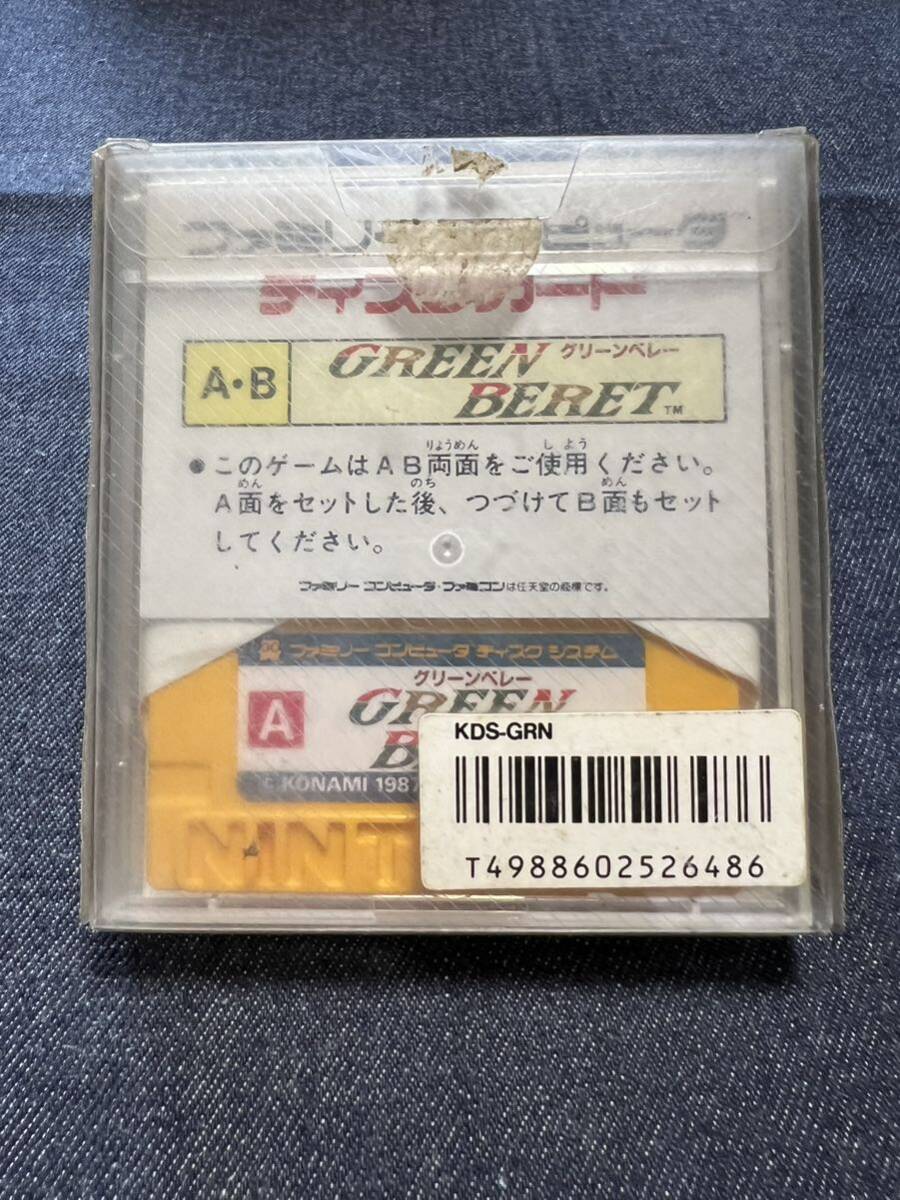 ディスクカード
A・B
GREEN グリーンベレー
BERET TM
りょうめん しよう
●このゲームはAB両面をご使用ください。
めん のち めん
A面をセットした後、つづけてB面もセット
してください。
ファミリー コンピュータ・ファミコンは任天堂の商標です。
ファミリー コンピュータ ディスク システム
グリーンベレー
A
GREEN
B
© KONAMI 1987
NINT
KDS-GRN
T4988602526486